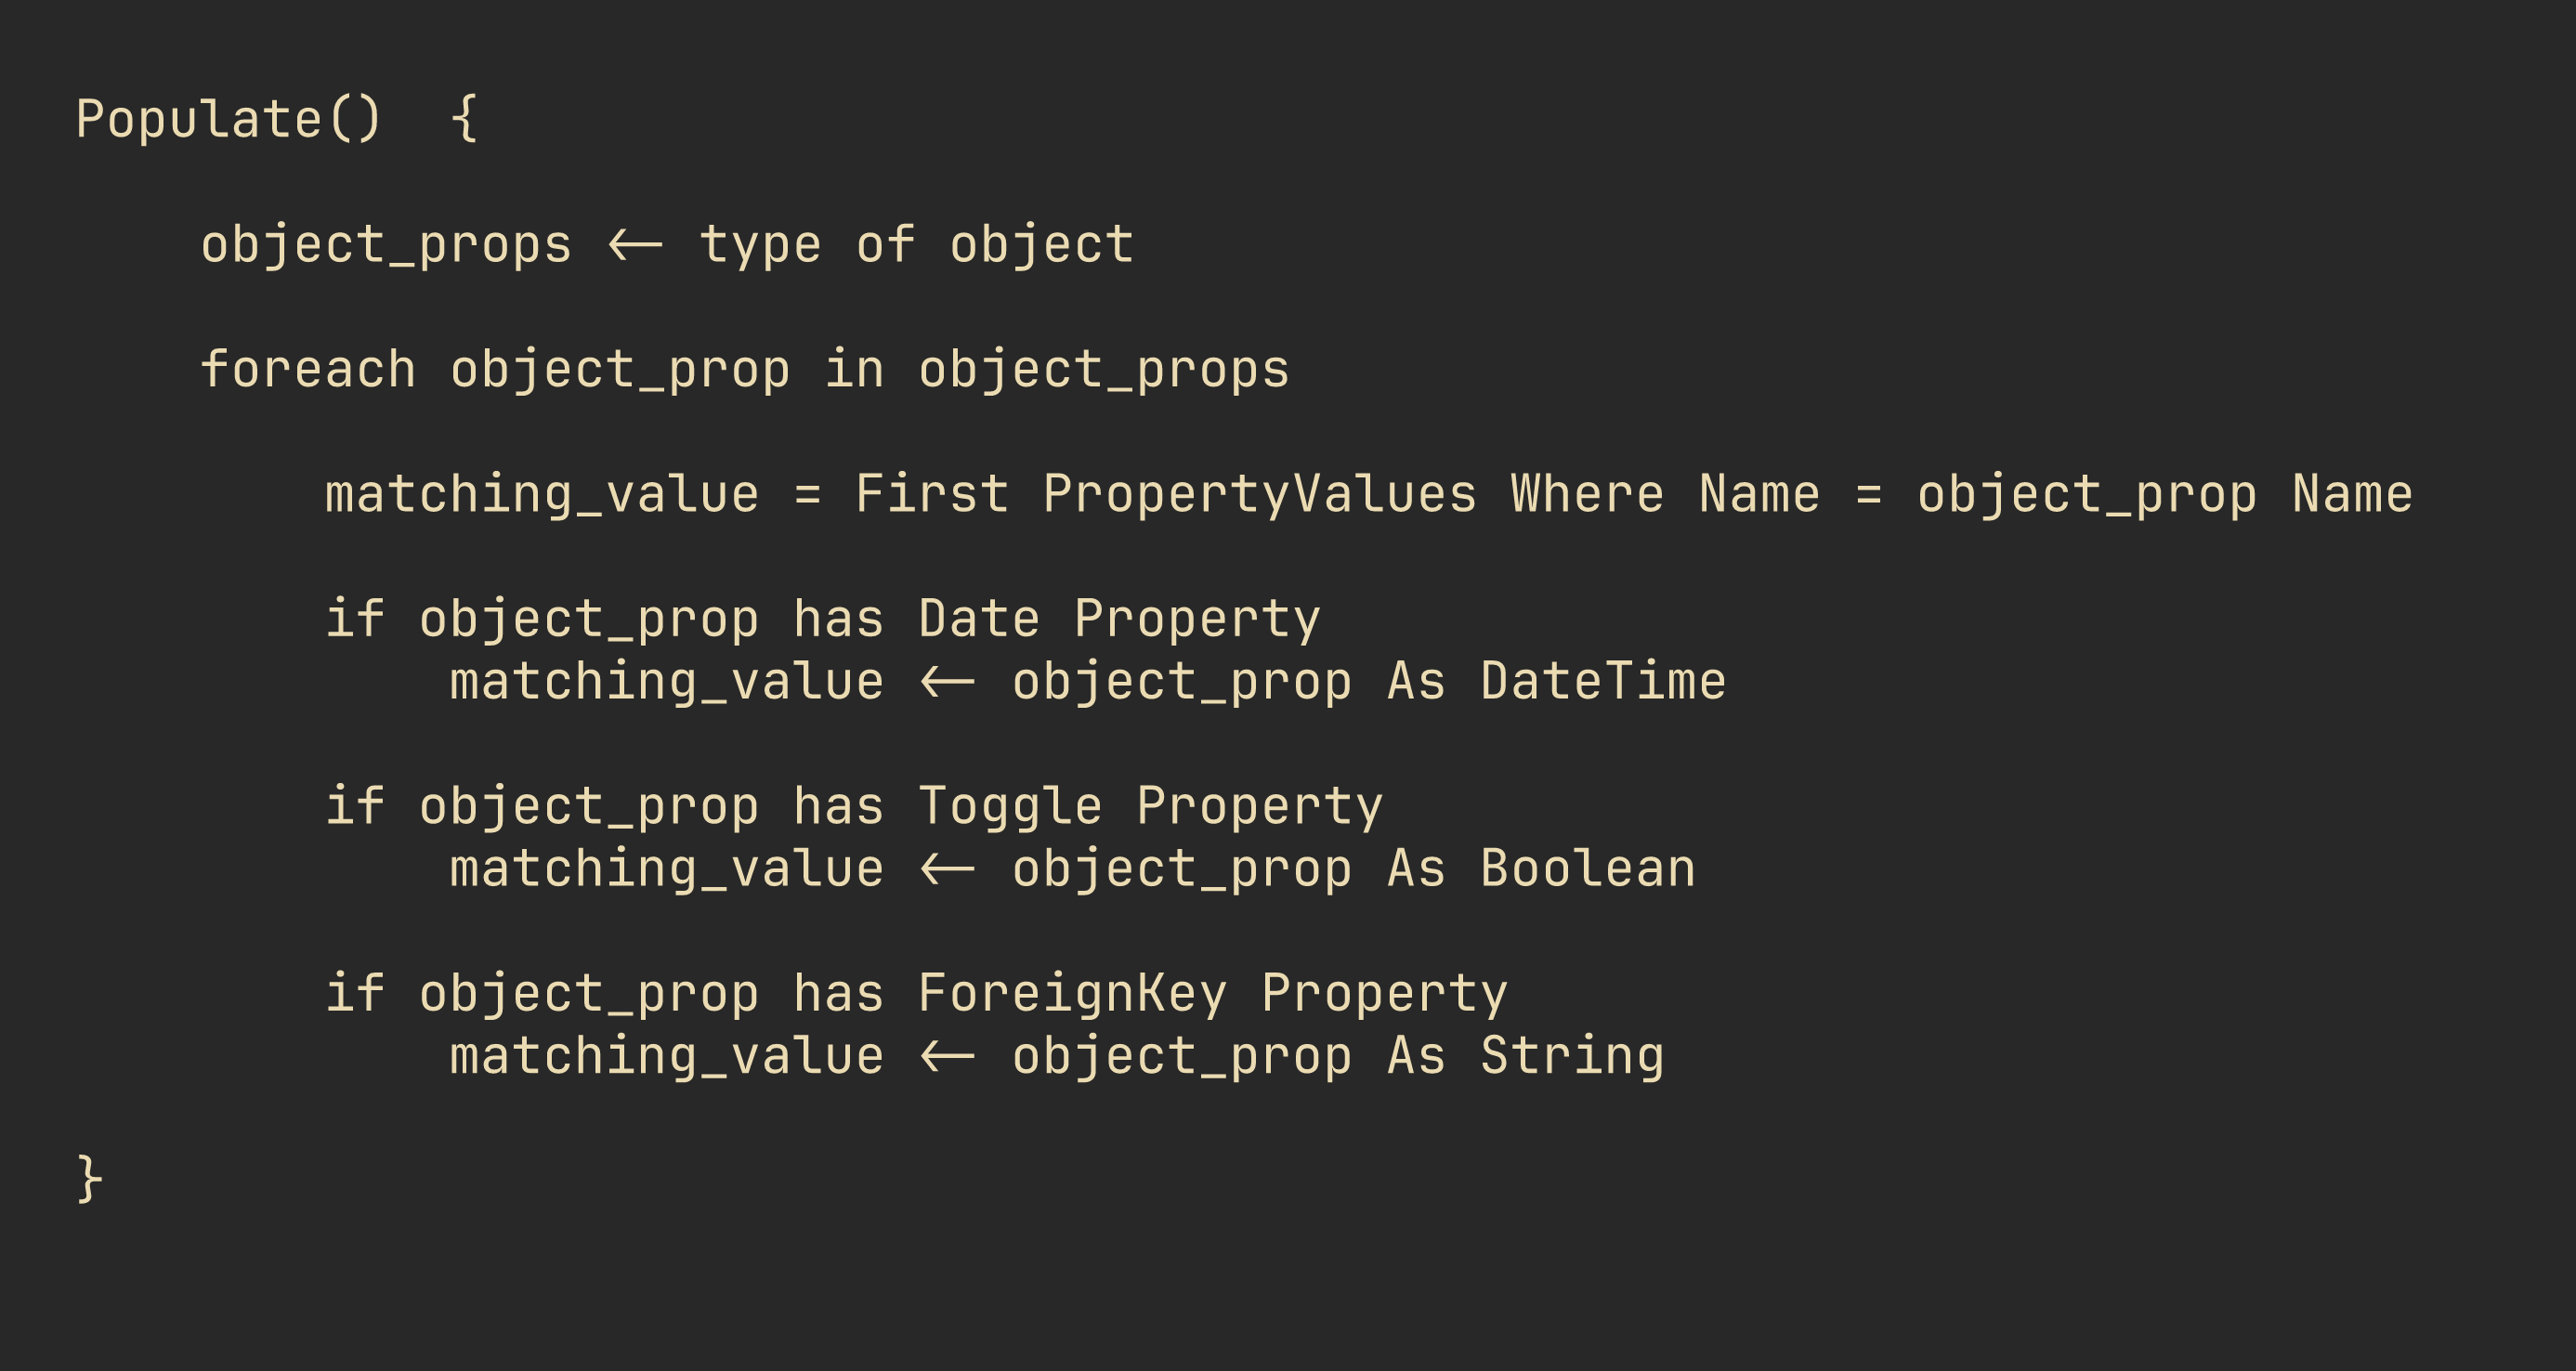 Populate()  {
object_props <- type of object
foreach object_prop in object_props
matching_value = First PropertyValues Where Name = object_prop Name
if object_prop has Date Property
matching_value <- object_prop As DateTime
if object_prop has Toggle Property
matching_value <- object_prop As Boolean
if object_prop has ForeignKey Property
matching_value <- object_prop As String
}